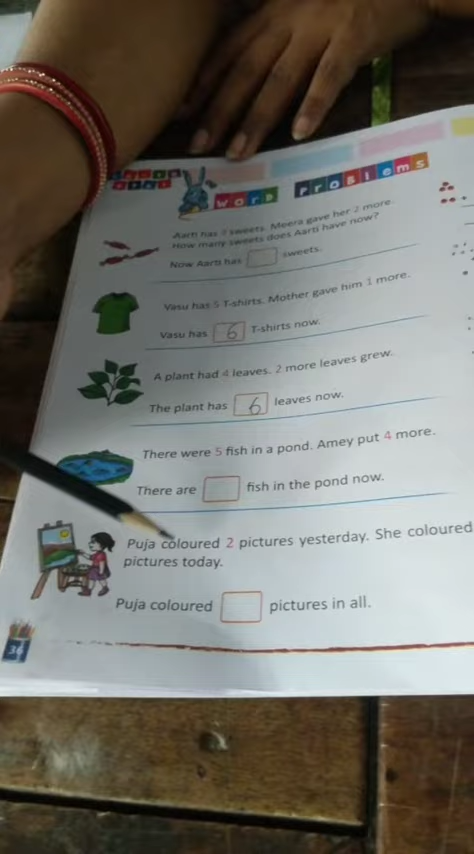 WORD PROBLEMS
Aarti has sweets. Meera gave her 2 more.
How many sweets does Aarti have now?
Now Aarti has sweets.
Vasu has 5 T-shirts. Mother gave him 1 more.
Vasu has 6 T-shirts now.
A plant had 4 leaves. 2 more leaves grew.
The plant has 6 leaves now.
There were 5 fish in a pond. Amey put 4 more.
There are fish in the pond now.
Puja coloured 2 pictures yesterday. She coloured
pictures today.
Puja coloured pictures in all.
36